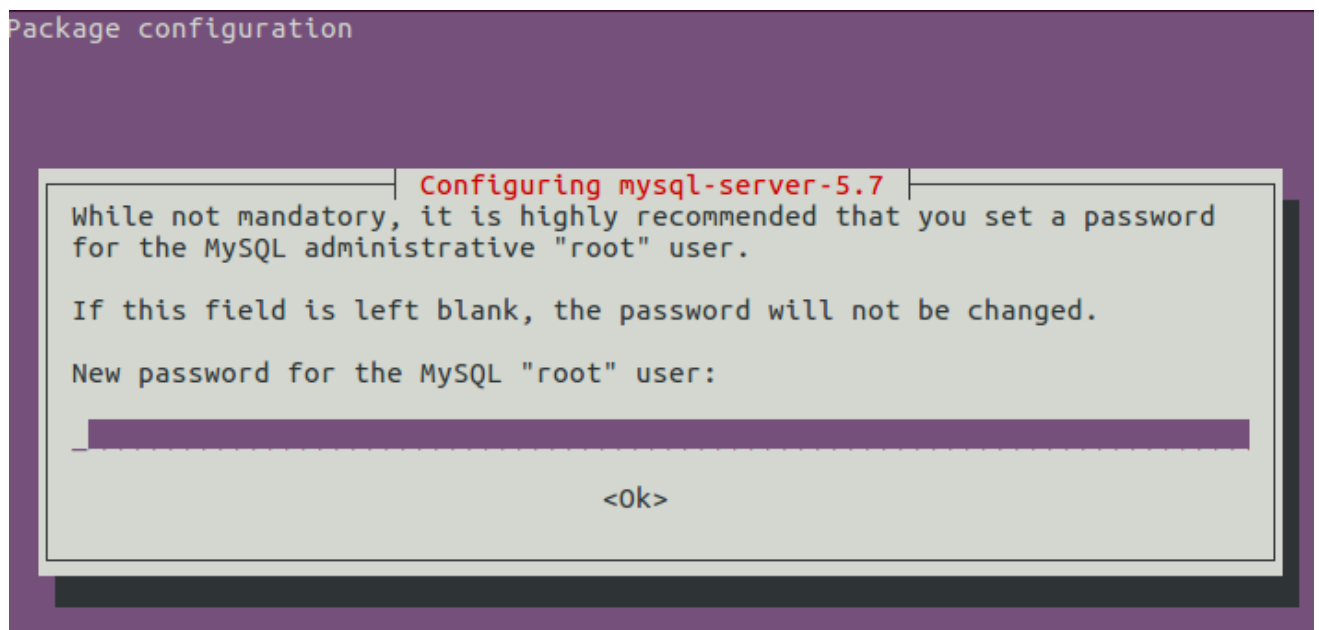 Package configuration
Configuring mysql-server-5.7
While not mandatory, it is highly recommended that you set a password
for the MySQL administrative "root" user.
If this field is left blank, the password will not be changed.
New password for the MySQL "root" user:
<Ok>